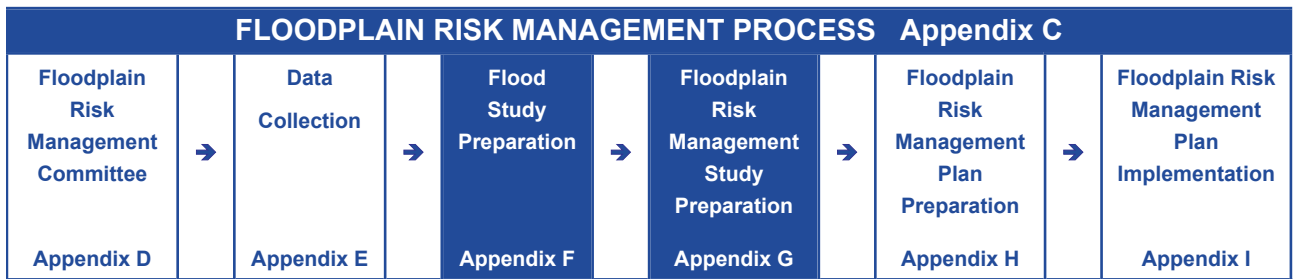 FLOODPLAIN RISK MANAGEMENT PROCESS Appendix C
Floodplain
Risk
Management
Committee
Appendix D
➔
Data
Collection
Appendix E
➔
Flood
Study
Preparation
Appendix F
➔
Floodplain
Risk
Management
Study
Preparation
Appendix G
➔
Floodplain
Risk
Management
Plan
Preparation
Appendix H
➔
Floodplain Risk
Management
Plan
Implementation
Appendix I